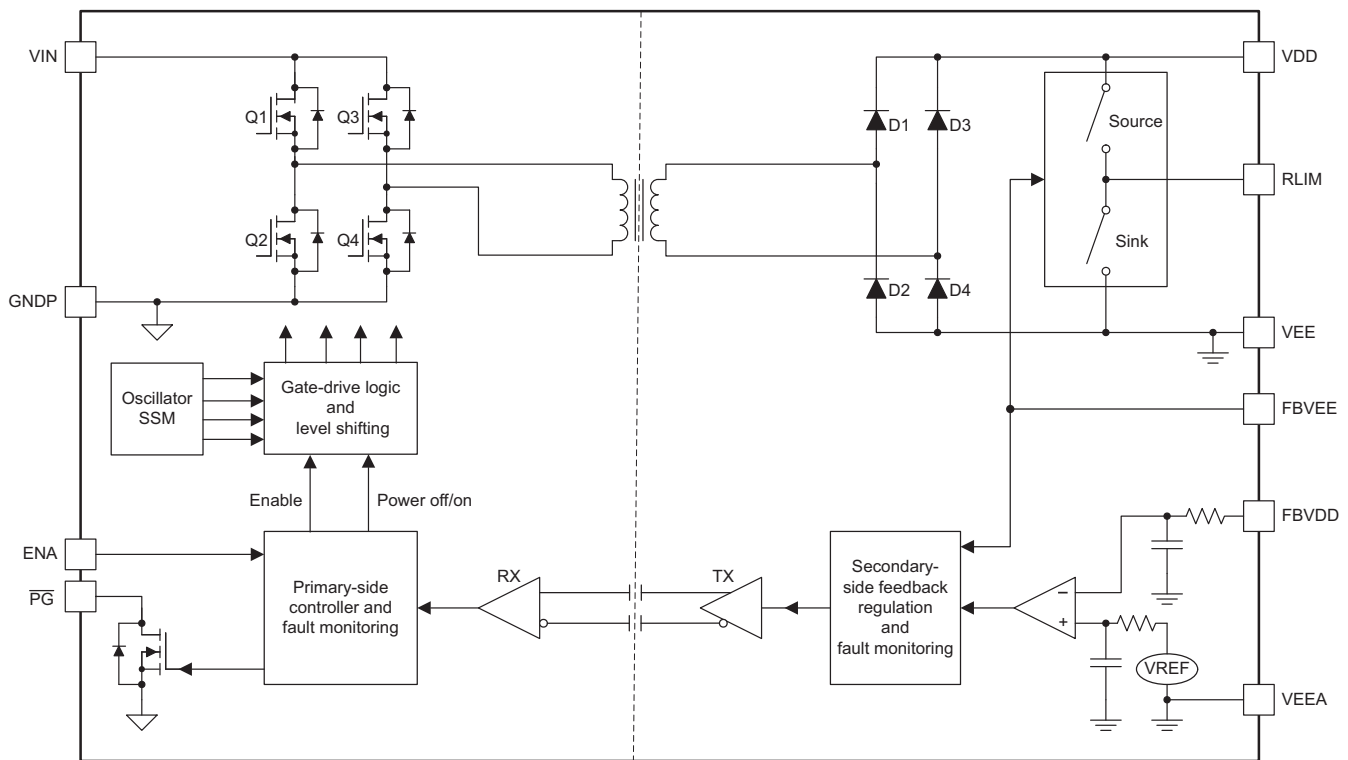 VIN
VDD
Q1
Q3
D1
D3
Source
RLIM
Q2
Q4
Sink
GNDP
D2
D4
VEE
Oscillator
SSM
Gate-drive logic
and
level shifting
FBVEE
Enable
Power off/on
FBVDD
ENA
PG
Primary-side
controller and
fault monitoring
RX
TX
Secondary-
side feedback
regulation
and
fault monitoring
–
+
VREF
VEEA